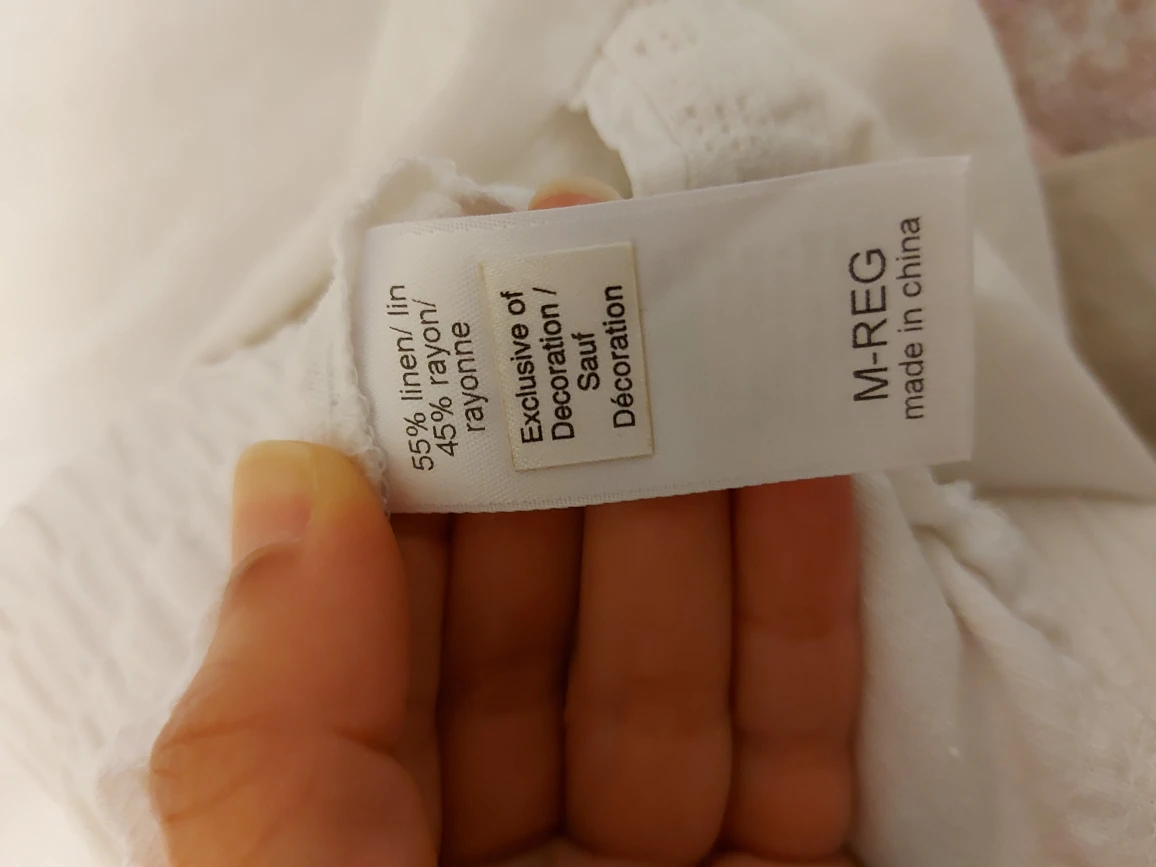 55% linen/ lin
45% rayon/
rayonne
Exclusive of
Decoration /
Sauf
Décoration
M-REG
made in china